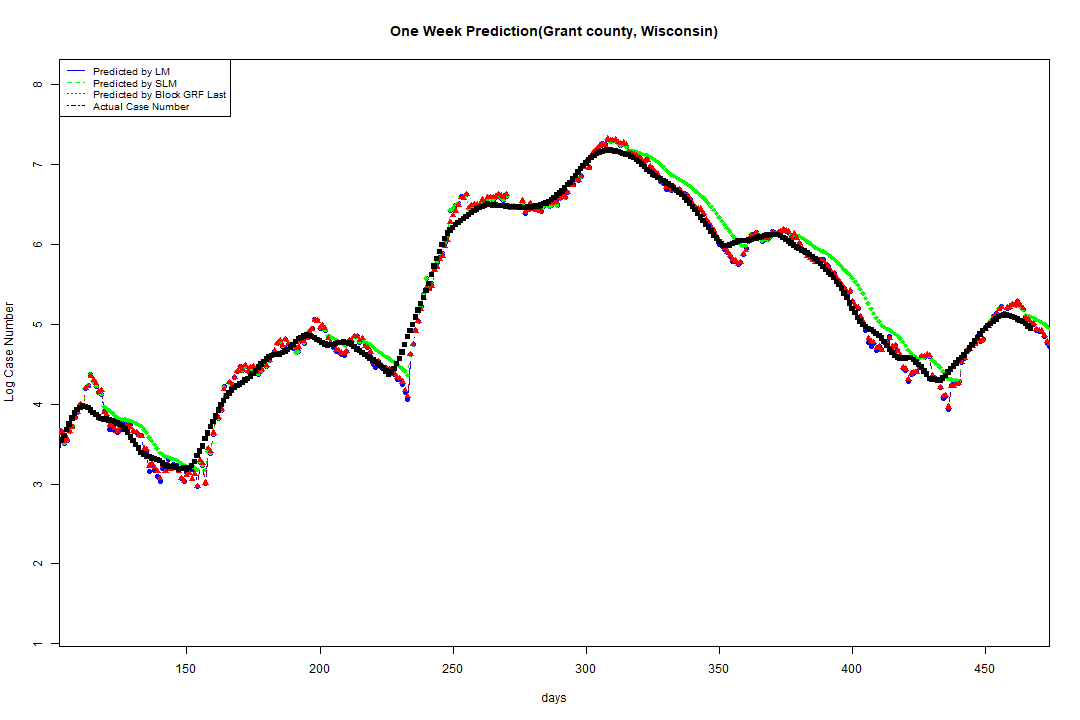 One Week Prediction(Grant county, Wisconsin)
Predicted by LM
Predicted by SLM
Predicted by Block GRF Last
Actual Case Number
8
7
6
5
4
3
2
1
Log Case Number
150 200 250 300 350 400 450
days